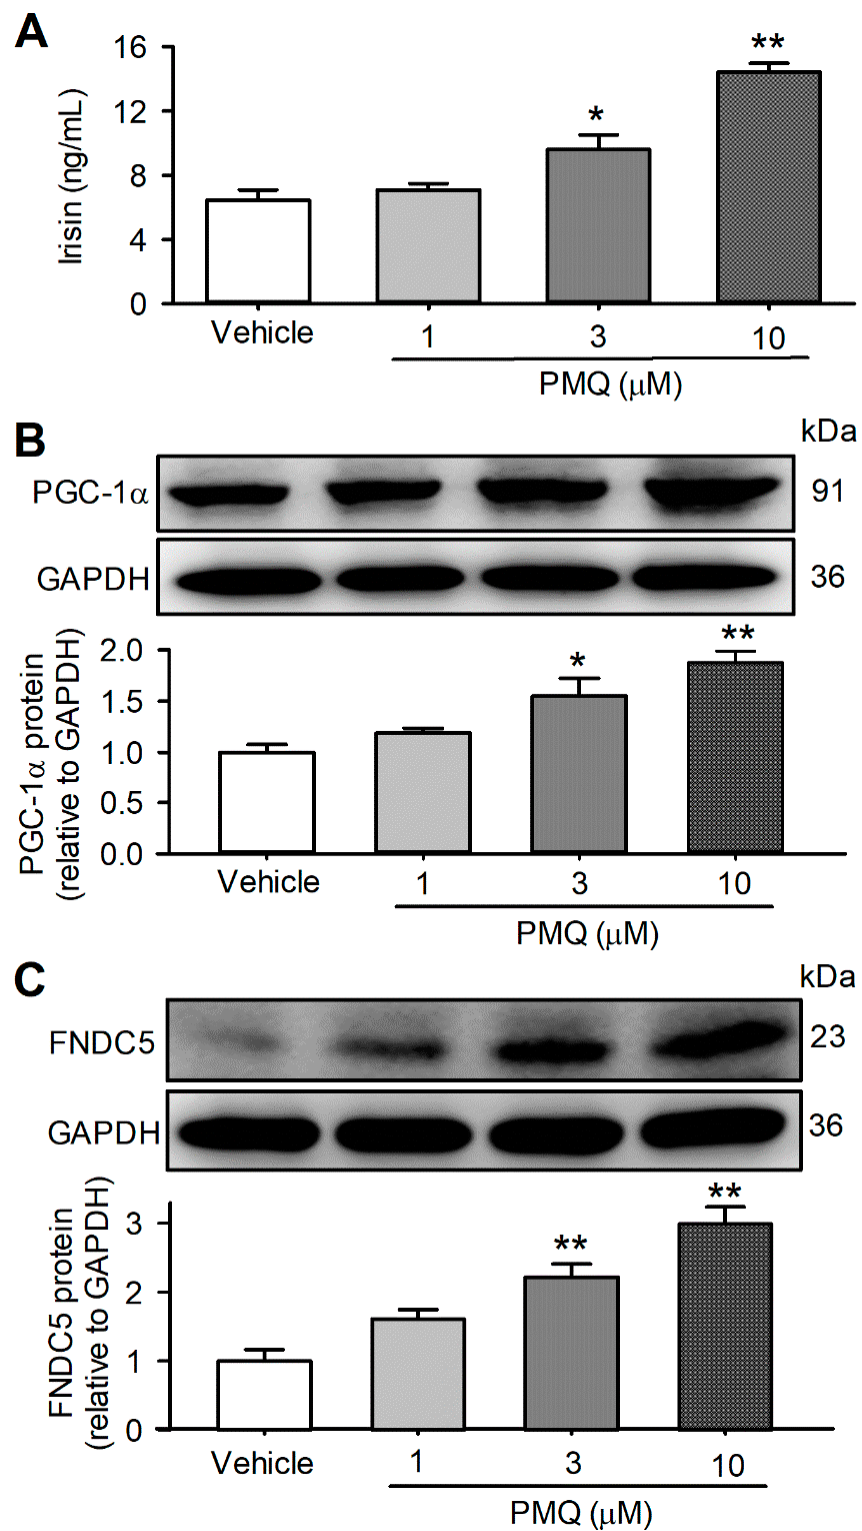 A
16
12
8
4
0
Irisin (ng/mL)
*
**
Vehicle 1 3 10
PMQ (μM)
B
kDa
PGC-1α 91
GAPDH 36
PGC-1α protein
(relative to GAPDH)
2.0
1.5
1.0
0.5
0.0
*
**
Vehicle 1 3 10
PMQ (μM)
C
kDa
FNDC5 23
GAPDH 36
FNDC5 protein
(relative to GAPDH)
3
2
1
0
**
**
Vehicle 1 3 10
PMQ (μM)